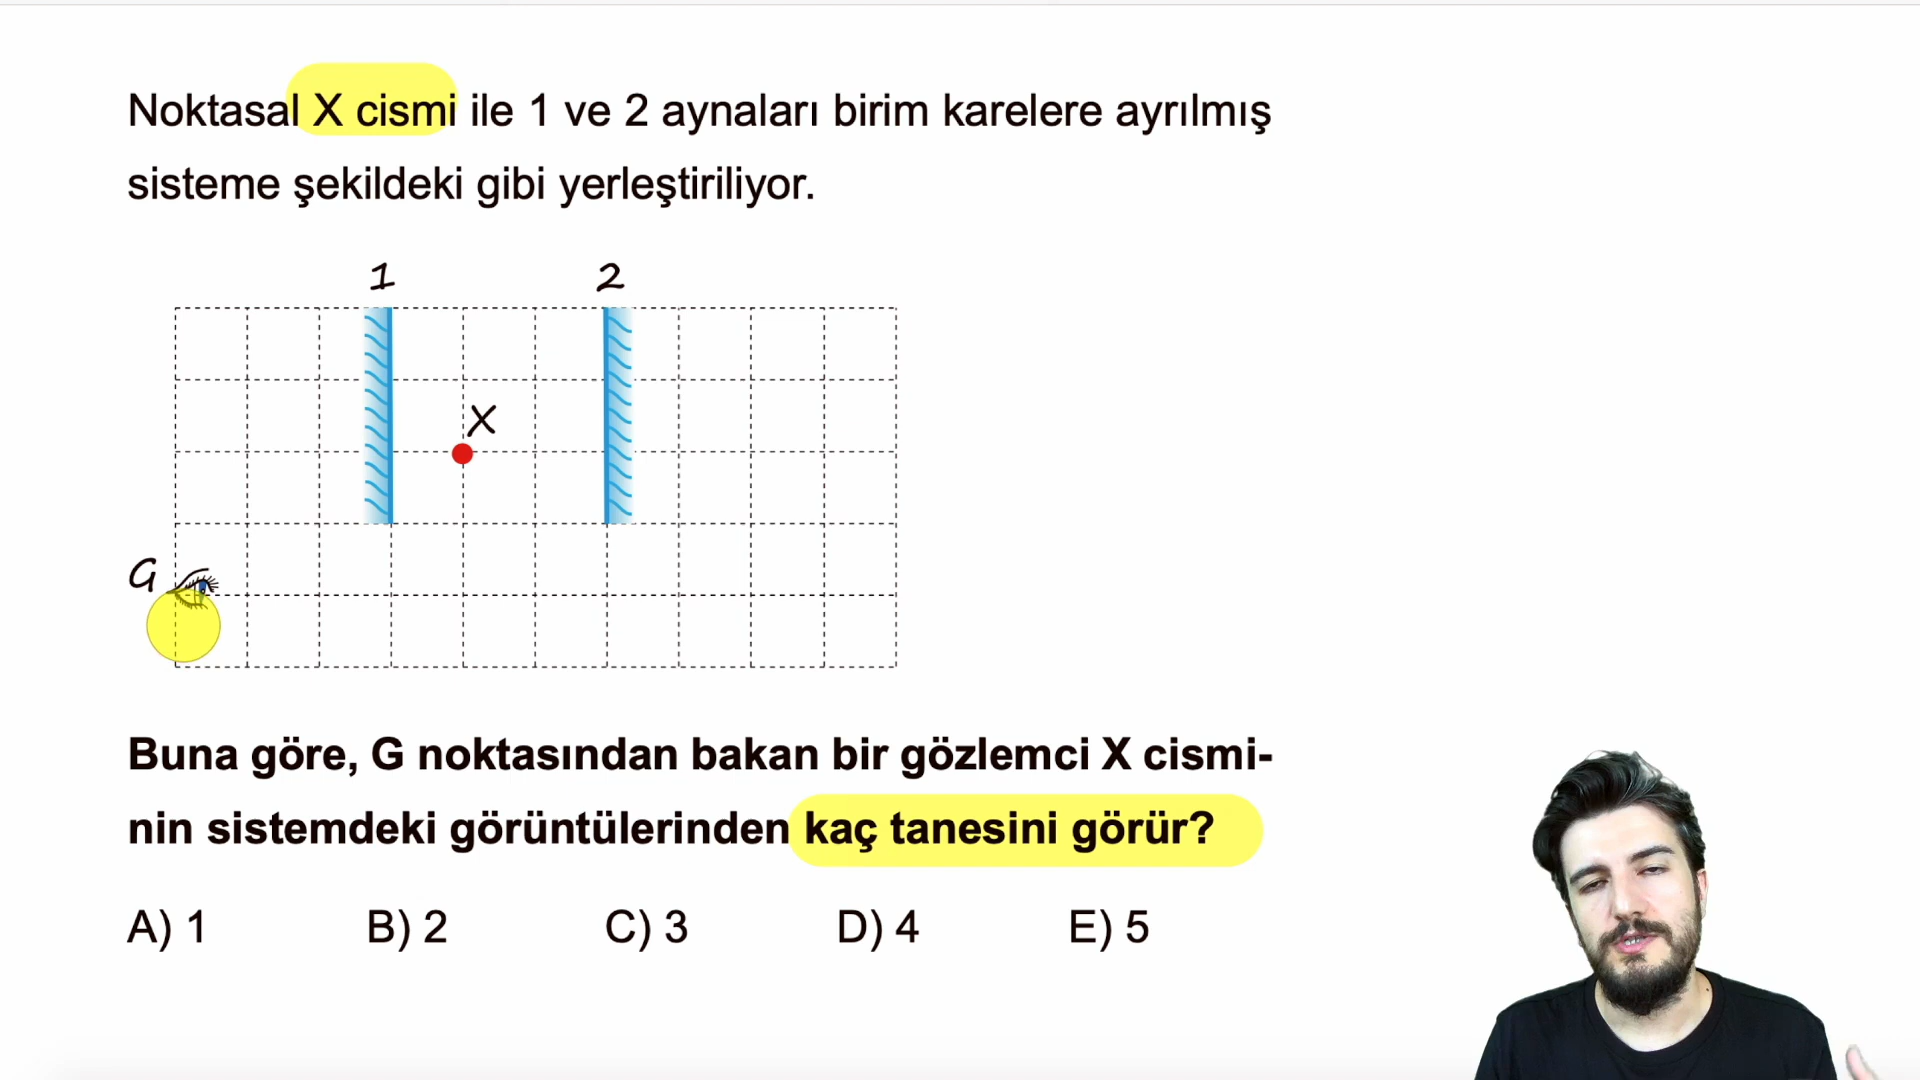 Noktasal X cismi ile 1 ve 2 aynaları birim karelere ayrılmış
sisteme şekildeki gibi yerleştiriliyor.
1 2
X
G
Buna göre, G noktasından bakan bir gözlemci X cismi-
nin sistemdeki görüntülerinden kaç tanesini görür?
A) 1 B) 2 C) 3 D) 4 E) 5